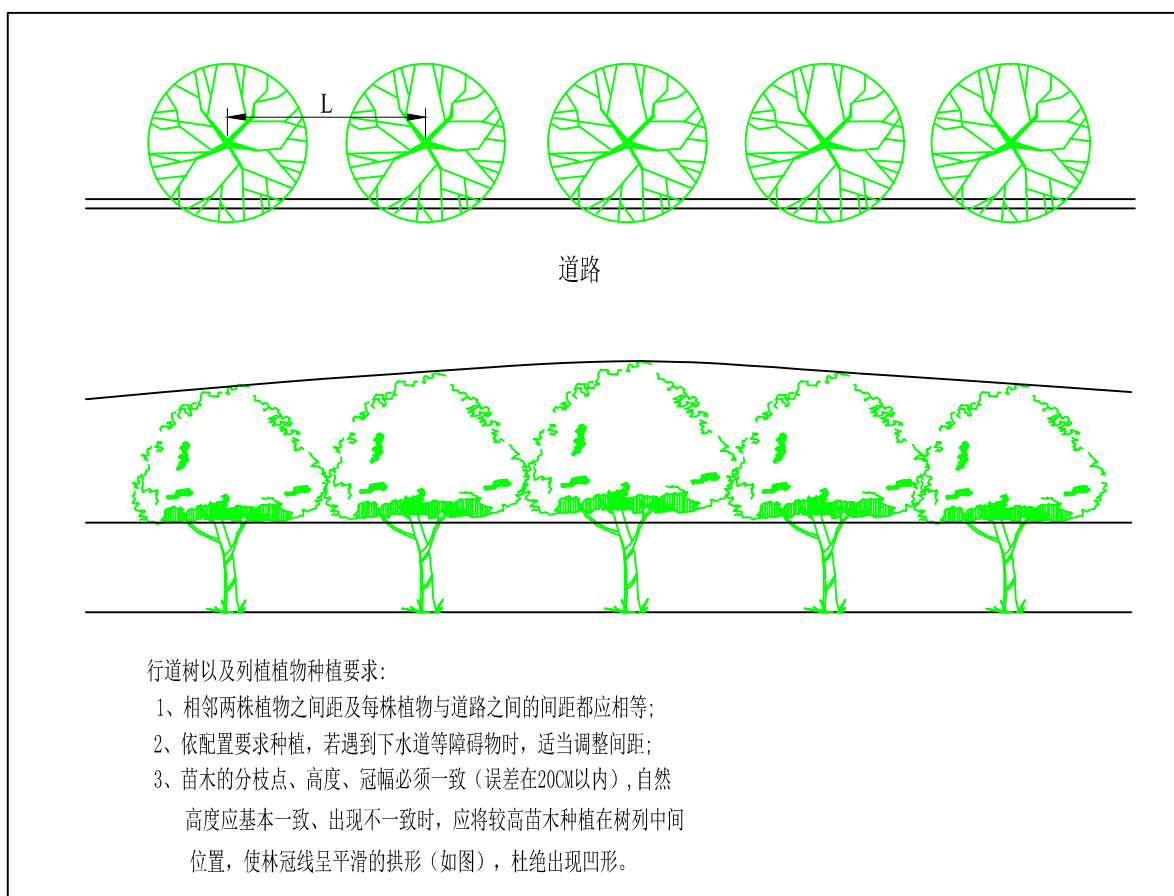 L
道路
行道树以及列植植物种植要求:
1、相邻两株植物之间距及每株植物与道路之间的间距都应相等;
2、依配置要求种植,若遇到下水道等障碍物时,适当调整间距;
3、苗木的分枝点、高度、冠幅必须一致(误差在20CM以内),自然
高度应基本一致、出现不一致时,应将较高苗木种植在树列中间
位置,使林冠线呈平滑的拱形(如图),杜绝出现凹形。